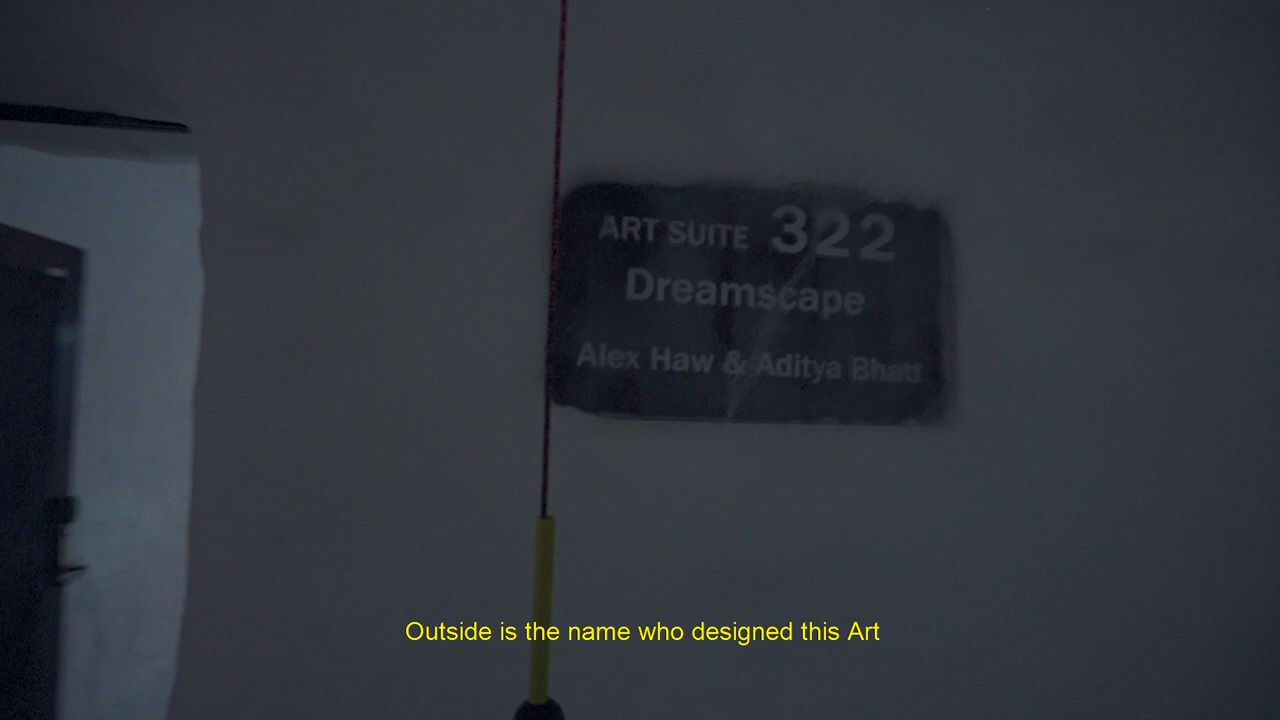 ART SUITE 322
Dreamscape
Alex Haw & Aditya Bhatt
Outside is the name who designed this Art